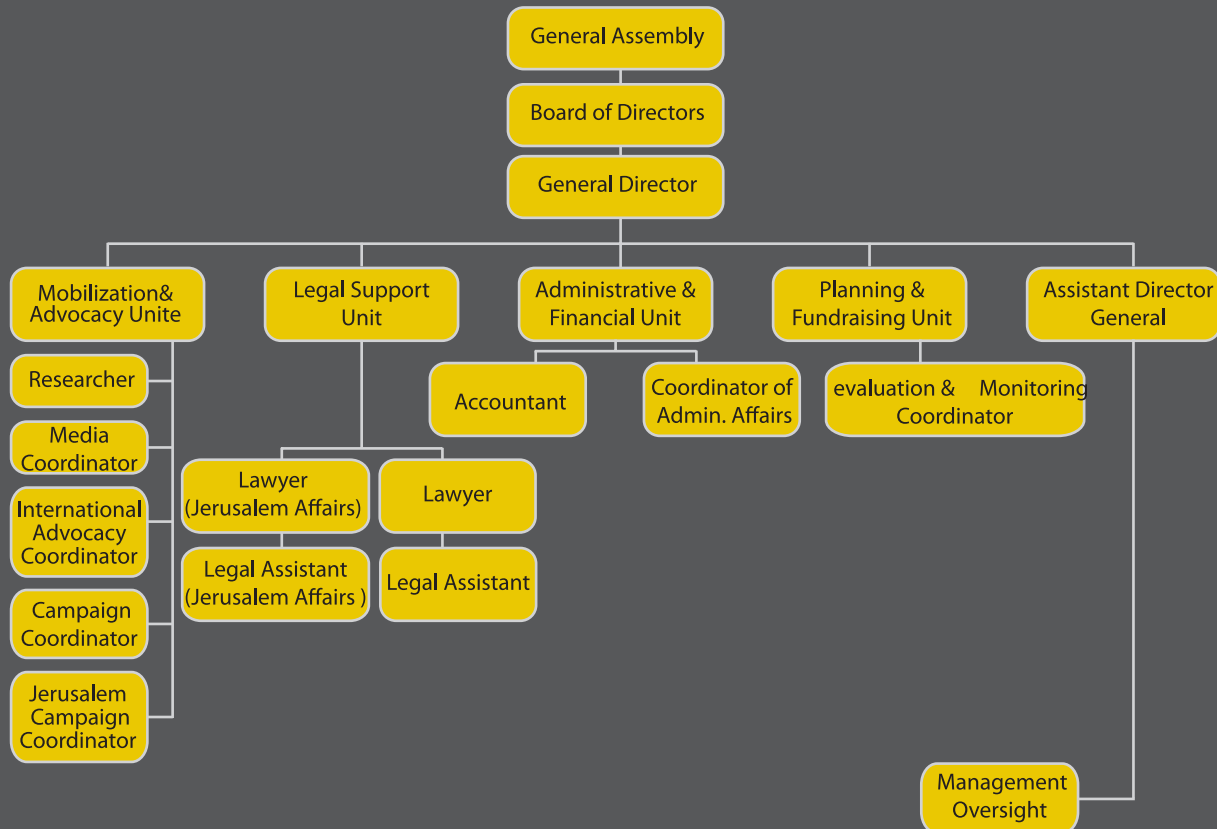 General Assembly
Board of Directors
General Director
Mobilization&
Advocacy Unite
Legal Support
Unit
Administrative &
Financial Unit
Planning &
Fundraising Unit
Assistant Director
General
Researcher
Media
Coordinator
International
Advocacy
Coordinator
Campaign
Coordinator
Jerusalem
Campaign
Coordinator
Lawyer
(Jerusalem Affairs)
Legal Assistant
(Jerusalem Affairs )
Lawyer
Legal Assistant
Accountant
Coordinator of
Admin. Affairs
evaluation & Monitoring
Coordinator
Management
Oversight